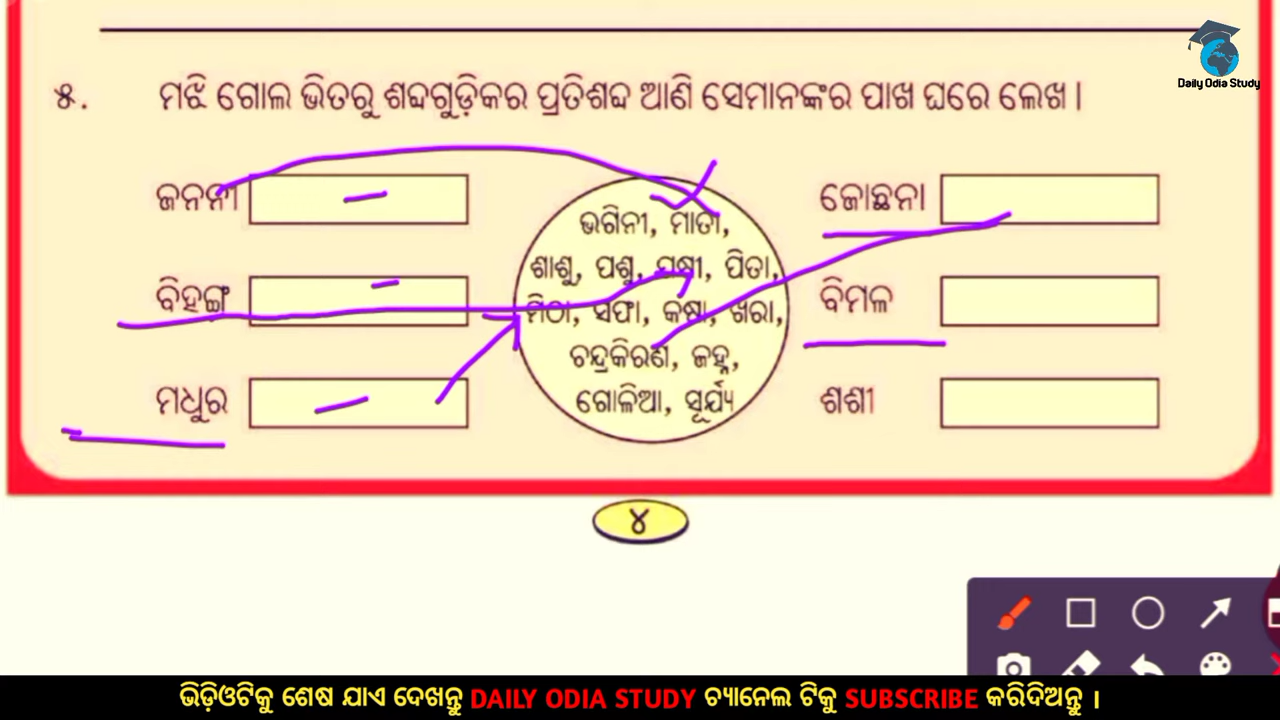 Daily Odia Study
୫. ମଝି ଗୋଲ ଭିତରୁ ଶବ୍ଦଗୁଡ଼ିକର ପ୍ରତିଶବ୍ଦ ଆଣି ସେମାନଙ୍କର ପାଖ ଘରେ ଲେଖ।
ଜନନୀ
ଭଗିନୀ, ମାତା,
ଜୋଛନା
ଶାଶୁ, ପଶୁ, ପକ୍ଷୀ, ପିତା,
ବିହଙ୍ଗ
ମିଠା, ସଫା, କଷା, ଖରା,
ବିମଳ
ଚନ୍ଦ୍ରକିରଣ, ଜହ୍ନ,
ମଧୁର
ଗୋଳିଆ, ସୂର୍ଯ୍ୟ
ଶଶୀ
୪
ଭିଡ଼ିଓଟିକୁ ଶେଷ ଯାଏ ଦେଖନ୍ତୁ DAILY ODIA STUDY ଚ୍ୟାନେଲ ଟିକୁ SUBSCRIBE କରିଦିଅନ୍ତୁ ।